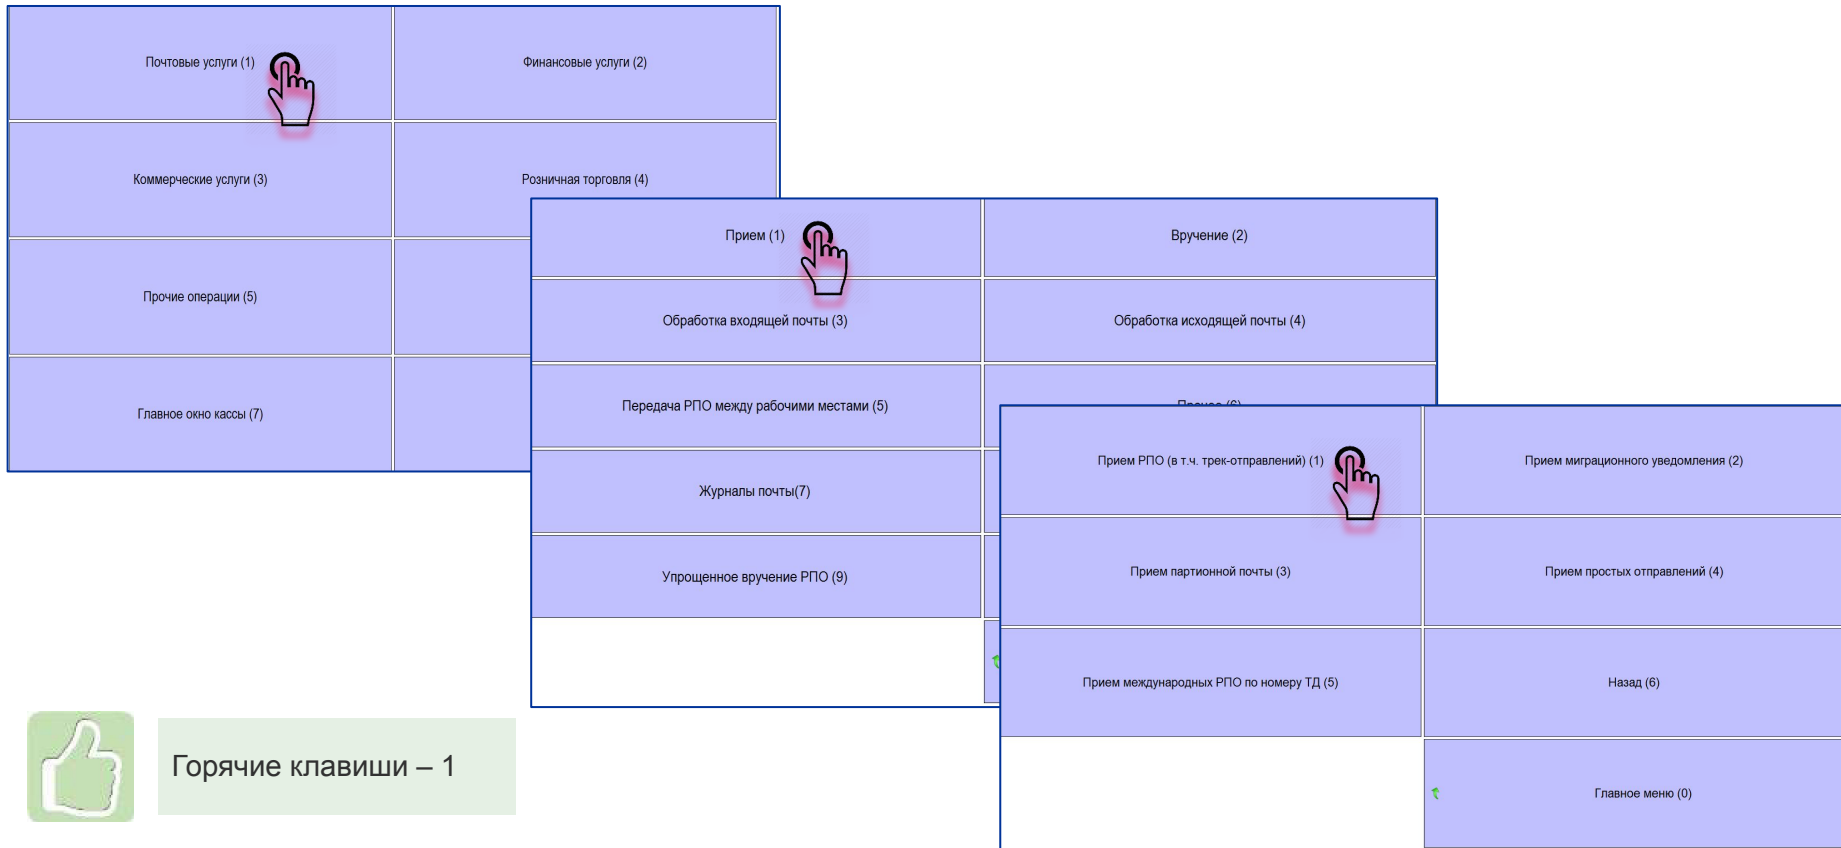 Почтовые услуги (1)
Финансовые услуги (2)
Коммерческие услуги (3)
Розничная торговля (4)
Прочие операции (5)
Главное окно кассы (7)
Прием (1)
Вручение (2)
Обработка входящей почты (3)
Обработка исходящей почты (4)
Передача РПО между рабочими местами (5)
Прочее (6)
Журналы почты(7)
Упрощенное вручение РПО (9)
Прием РПО (в т.ч. трек-отправлений) (1)
Прием миграционного уведомления (2)
Прием партионной почты (3)
Прием простых отправлений (4)
Прием международных РПО по номеру ТД (5)
Назад (6)
Главное меню (0)
Горячие клавиши – 1